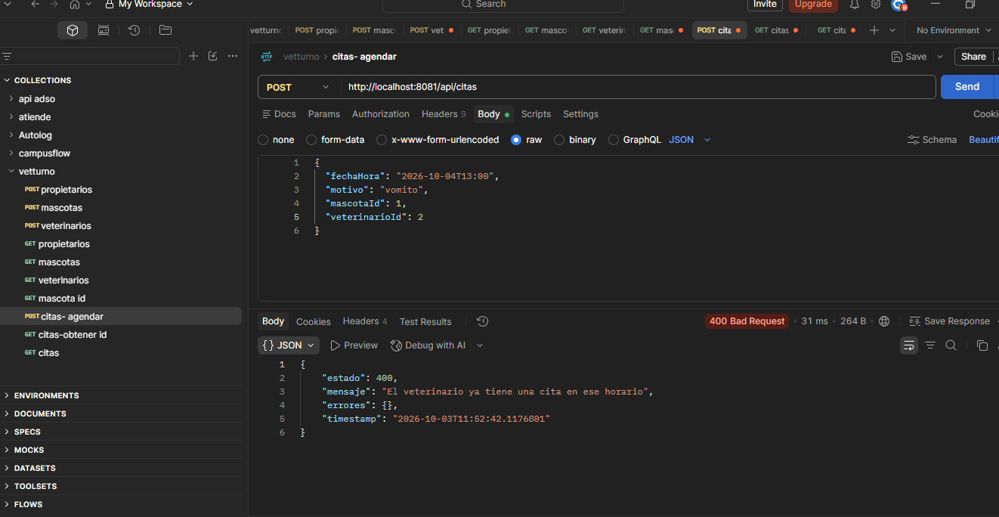 My Workspace
Search
Invite
Upgrade
vetturno
POST propie
POST masc
POST vet
GET propiet
GET masco
GET veterin
GET mas
POST cita
GET citas
GET cita
No Environment
HTTP vetturno > citas- agendar
Save
Share
POST
http://localhost:8081/api/citas
Send
Docs
Params
Authorization
Headers 9
Body
Scripts
Settings
Cooki
none
form-data
x-www-form-urlencoded
raw
binary
GraphQL
JSON
Schema
Beautif
1 {
2 "fechaHora": "2026-10-04T13:00",
3 "motivo": "vomito",
4 "mascotaId": 1,
5 "veterinarioId": 2
6 }
COLLECTIONS
api adso
atiende
Autolog
campusflow
vetturno
POST propietarios
POST mascotas
POST veterinarios
GET propietarios
GET mascotas
GET veterinarios
GET mascota id
POST citas- agendar
GET citas-obtener id
GET citas
ENVIRONMENTS
DOCUMENTS
SPECS
MOCKS
DATASETS
TOOLSETS
FLOWS
Body
Cookies
Headers 4
Test Results
400 Bad Request
31 ms
264 B
e.g. Save Response
{} JSON
Preview
Debug with AI
1 {
2 "estado": 400,
3 "mensaje": "El veterinario ya tiene una cita en ese horario",
4 "errores": {},
5 "timestamp": "2026-10-03T11:52:42.1176801"
6 }